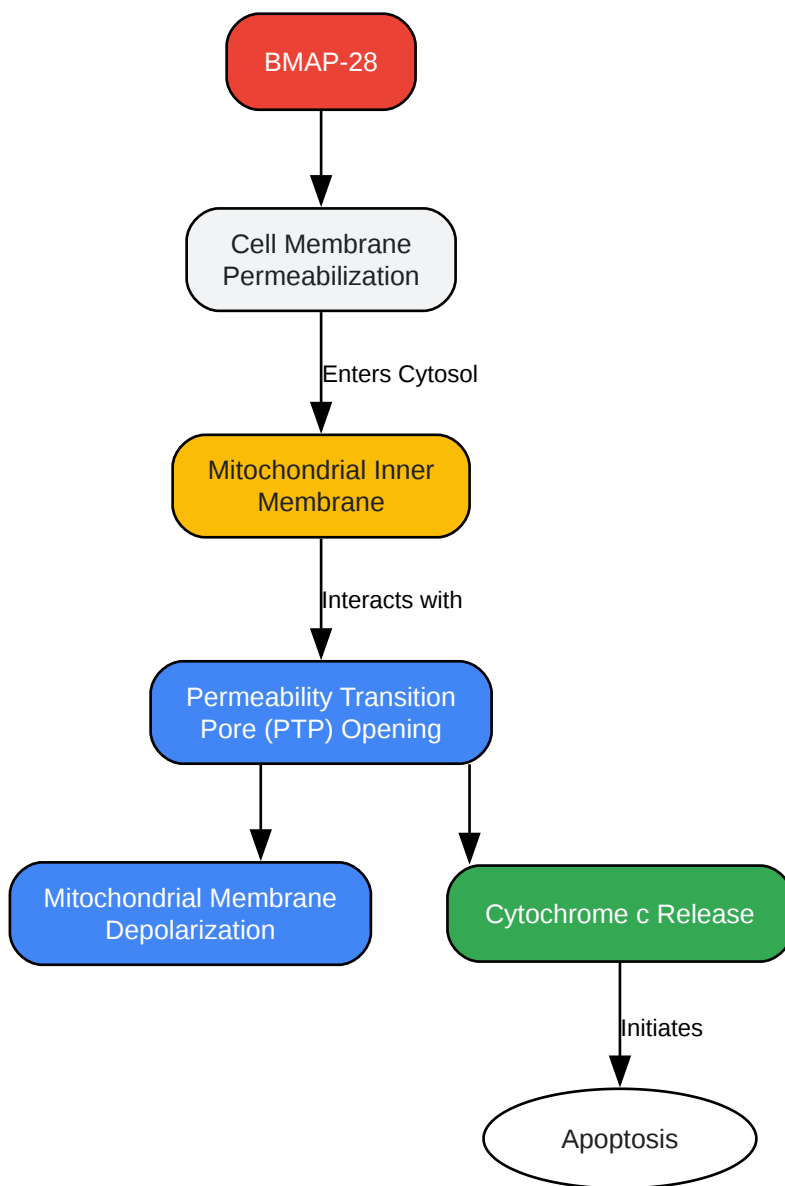 BMAP-28
Cell Membrane
Permeabilization
Enters Cytosol
Mitochondrial Inner
Membrane
Interacts with
Permeability Transition
Pore (PTP) Opening
Mitochondrial Membrane
Depolarization
Cytochrome c Release
Initiates
Apoptosis